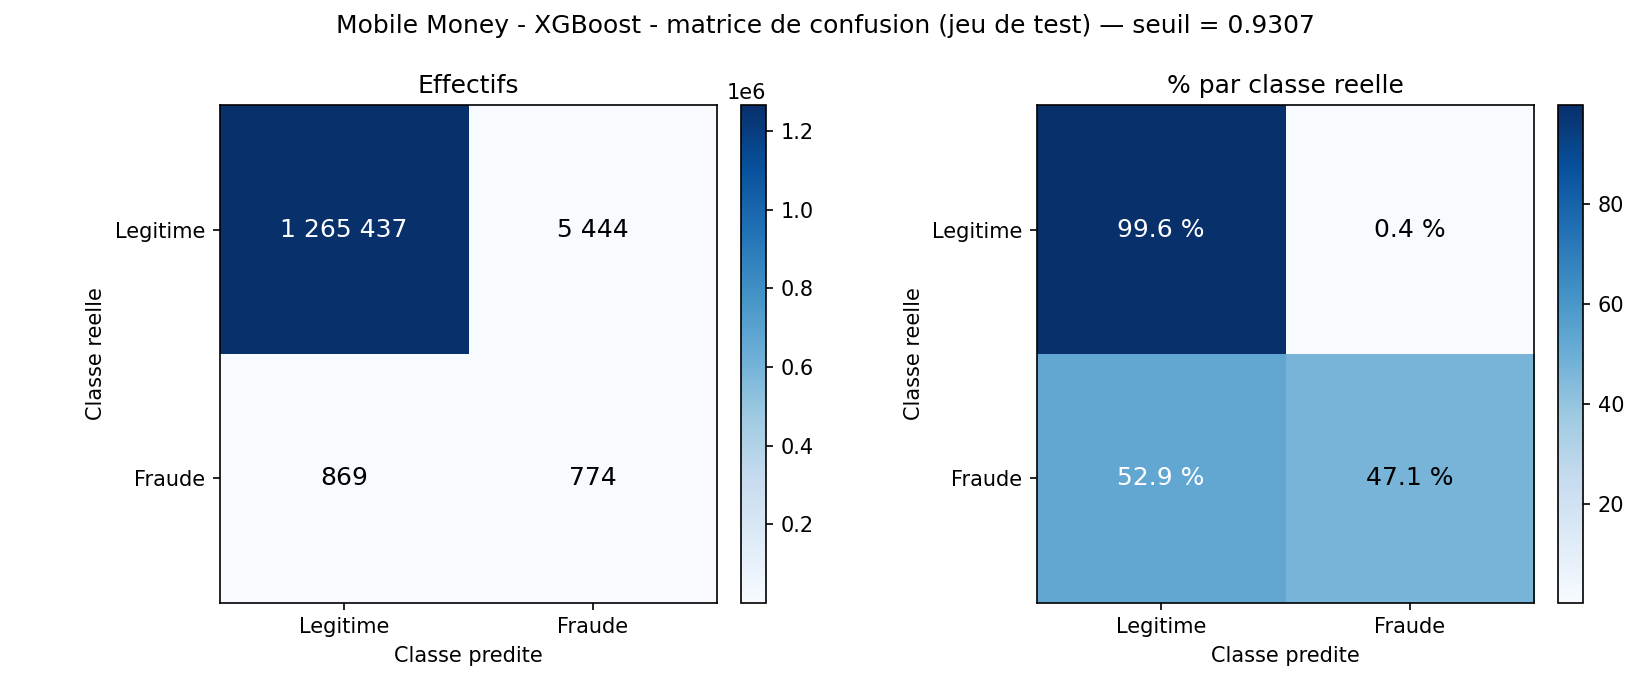 Mobile Money - XGBoost - matrice de confusion (jeu de test) — seuil = 0.9307
Effectifs
1e6
Legitime
Fraude
Classe reelle
1 265 437
5 444
869
774
Legitime
Fraude
Classe predite
1.2
1.0
0.8
0.6
0.4
0.2
% par classe reelle
Legitime
Fraude
Classe reelle
99.6 %
0.4 %
52.9 %
47.1 %
Legitime
Fraude
Classe predite
80
60
40
20